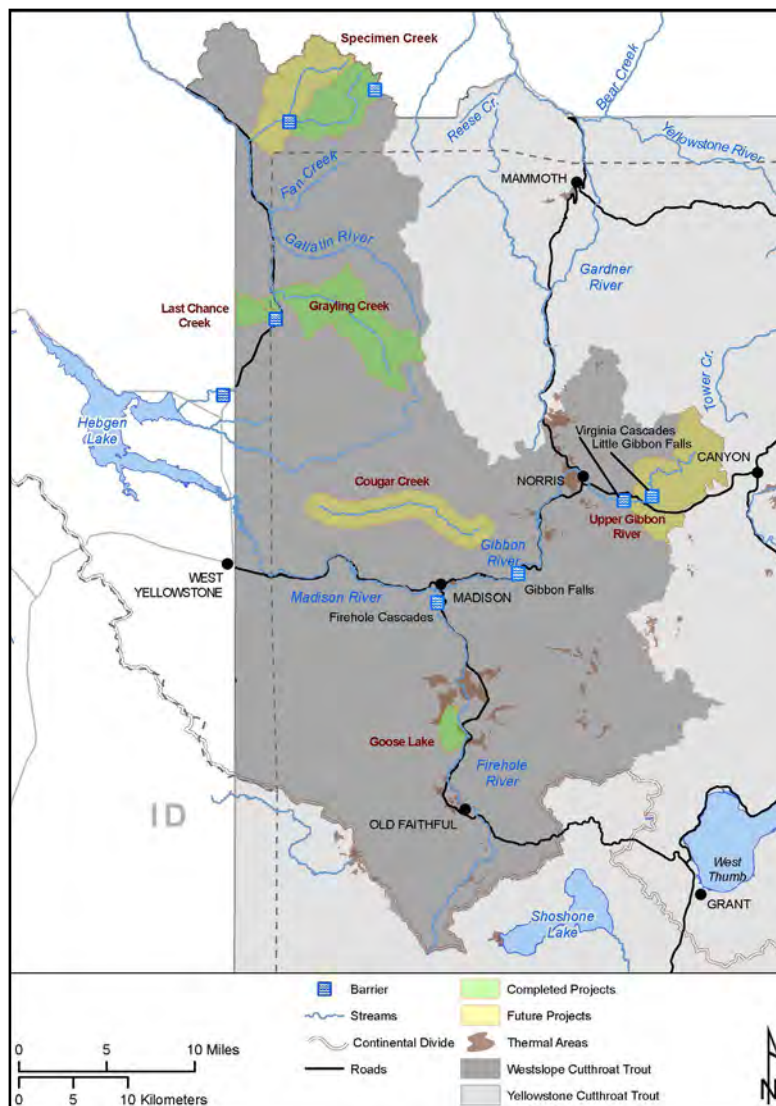 Specimen Creek
Bear Creek
Reese Cr.
Yellowstone River
Fan Creek
MAMMOTH
Gallatin River
Gardner
River
Last Chance
Creek
Grayling Creek
Tower Cr.
Hebgen
Lake
Virginia Cascades
Little Gibbon Falls
CANYON
Cougar Creek
NORRIS
Upper Gibbon
River
Gibbon
River
WEST
YELLOWSTONE
Madison River
MADISON
Gibbon Falls
Firehole Cascades
Goose Lake
Firehole
River
ID
OLD FAITHFUL
West
Thumb
GRANT
Shoshone
Lake
Barrier
Streams
Continental Divide
Roads
Completed Projects
Future Projects
Thermal Areas
Westslope Cutthroat Trout
Yellowstone Cutthroat Trout
0 5 10 Miles
0 5 10 Kilometers
N